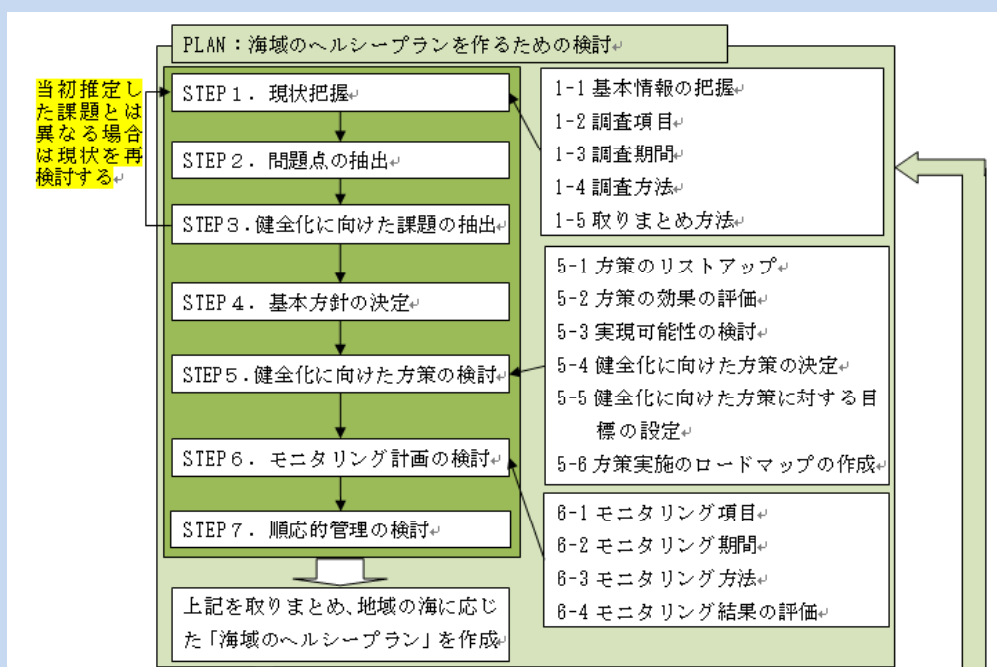 PLAN：海域のヘルシープランを作るための検討
当初推定し
た課題とは
異なる場合
は現状を再
検討する
STEP１．現状把握
STEP２．問題点の抽出
STEP３.健全化に向けた課題の抽出
STEP４．基本方針の決定
STEP５.健全化に向けた方策の検討
STEP６．モニタリング計画の検討
STEP７．順応的管理の検討
上記を取りまとめ、地域の海に応じ
た「海域のヘルシープラン」を作成
1-1 基本情報の把握
1-2 調査項目
1-3 調査期間
1-4 調査方法
1-5 取りまとめ方法
5-1 方策のリストアップ
5-2 方策の効果の評価
5-3 実現可能性の検討
5-4 健全化に向けた方策の決定
5-5 健全化に向けた方策に対する目
標の設定
5-6 方策実施のロードマップの作成
6-1 モニタリング項目
6-2 モニタリング期間
6-3 モニタリング方法
6-4 モニタリング結果の評価